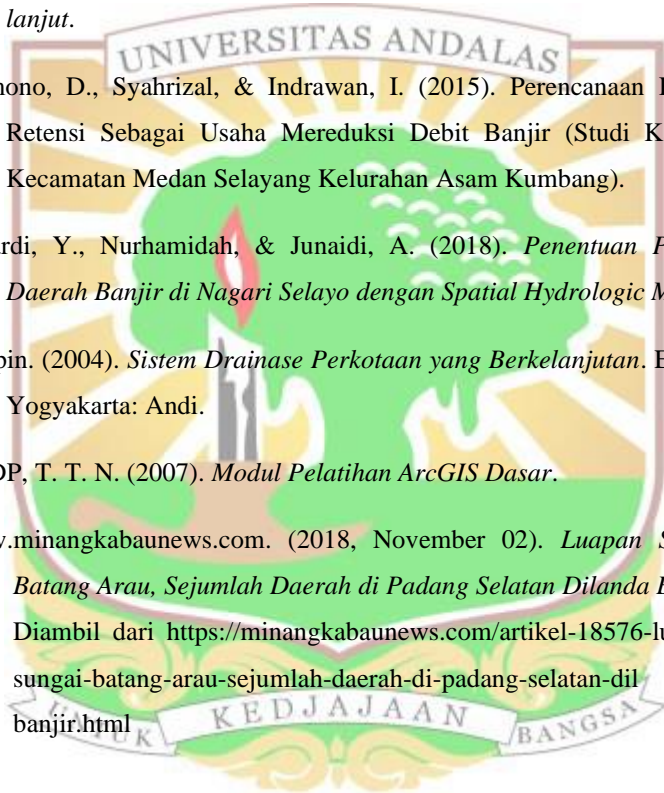 lanjut.
UNIVERSITAS ANDALAS
nono, D., Syahrizal, & Indrawan, I. (2015). Perencanaan
Retensi Sebagai Usaha Mereduksi Debit Banjir (Studi K
Kecamatan Medan Selayang Kelurahan Asam Kumbang).
ardi, Y., Nurhamidah, & Junaidi, A. (2018). Penentuan P
Daerah Banjir di Nagari Selayo dengan Spatial Hydrologic M
pin. (2004). Sistem Drainase Perkotaan yang Berkelanjutan. E
Yogyakarta: Andi.
DP, T. T. N. (2007). Modul Pelatihan ArcGIS Dasar.
.minangkabaunews.com. (2018, November 02). Luapan S
Batang Arau, Sejumlah Daerah di Padang Selatan Dilanda
Diambil dari https://minangkabaunews.com/artikel-18576-lu
sungai-batang-arau-sejumlah-daerah-di-padang-selatan-dil
banjir.html
UNTUK KEDJAJAAN BANGSA